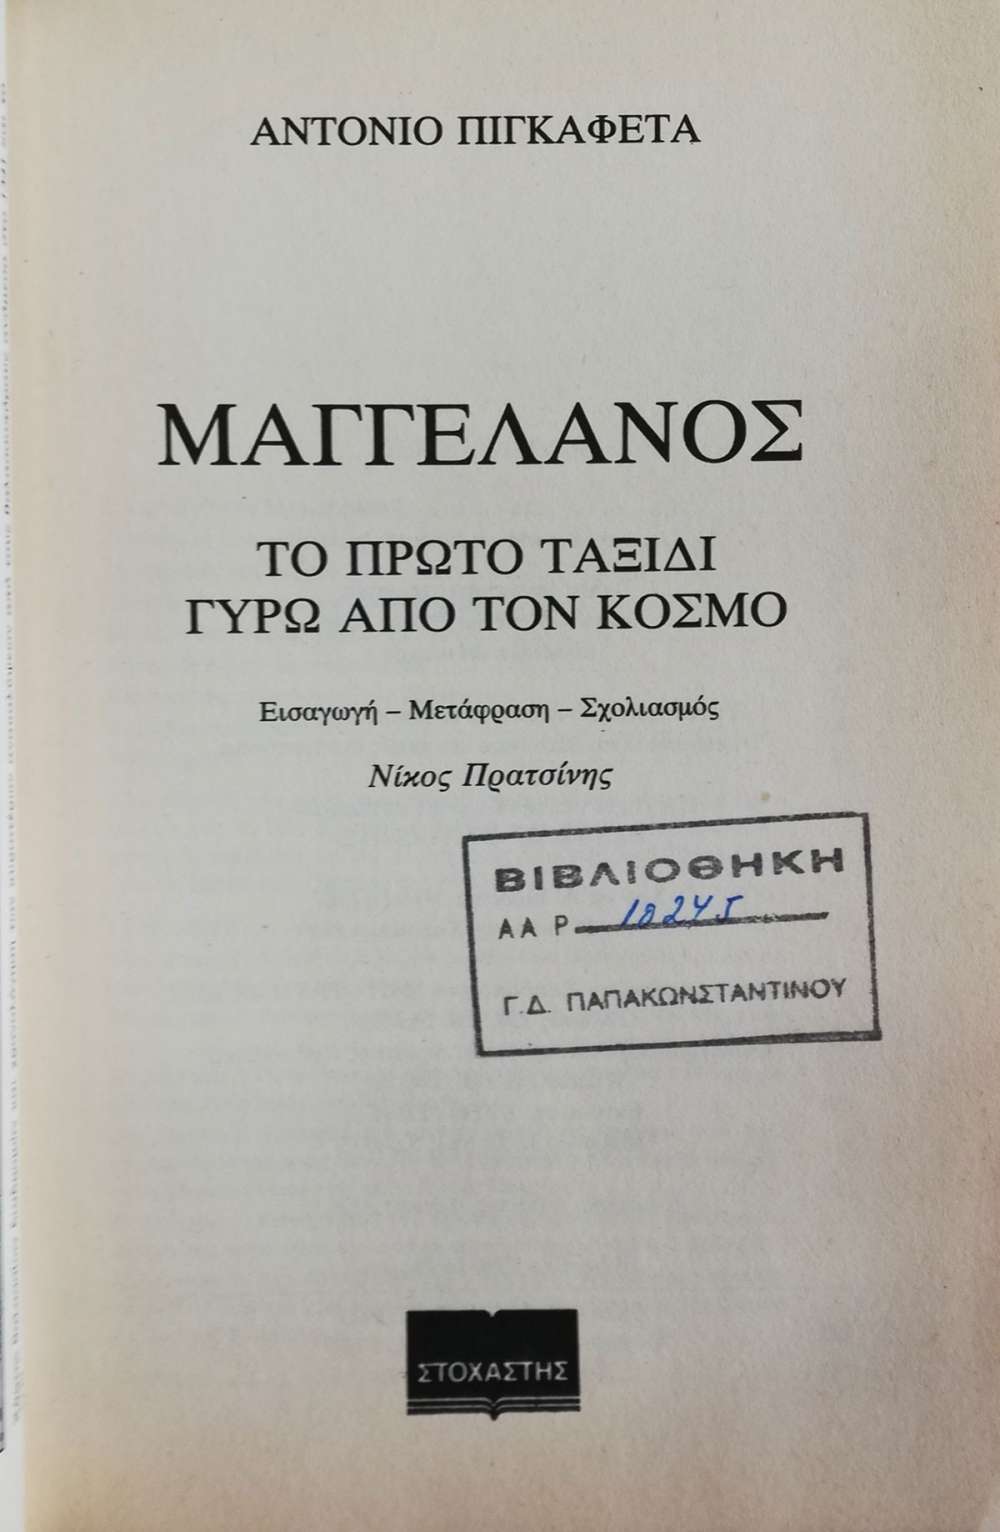 ΑΝΤΟΝΙΟ ΠΙΓΚΑΦΕΤΑ
ΜΑΓΓΕΛΑΝΟΣ
ΤΟ ΠΡΩΤΟ ΤΑΞΙΔΙ
ΓΥΡΩ ΑΠΟ ΤΟΝ ΚΟΣΜΟ
Εισαγωγή – Μετάφραση – Σχολιασμός
Νίκος Πρατσίνης
ΒΙΒΛΙΟΘΗΚΗ
ΑΑ Ρ 18245
Γ.Δ. ΠΑΠΑΚΩΝΣΤΑΝΤΙΝΟΥ
ΣΤΟΧΑΣΤΗΣ